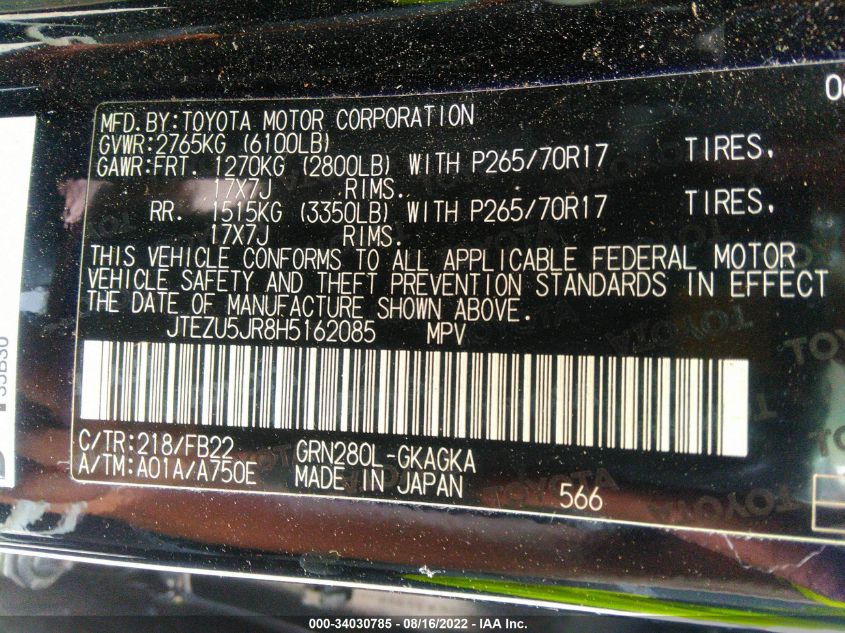 06
MFD.BY:TOYOTA MOTOR CORPORATION
GVWR:2765KG (6100LB)
GAWR:FRT. 1270KG (2800LB) WITH P265/70R17 TIRES.
17X7J RIMS.
RR. 1515KG (3350LB) WITH P265/70R17 TIRES.
17X7J RIMS.
THIS VEHICLE CONFORMS TO ALL APPLICABLE FEDERAL MOTOR
VEHICLE SAFETY AND THEFT PREVENTION STANDARDS IN EFFECT
THE DATE OF MANUFACTURE SHOWN ABOVE.
JTEZU5JR8H5162085 MPV
C/TR:218/FB22 GRN280L-GKAGKA
A/TM:A01A/A750E MADE IN JAPAN
566
35B30
TOYOTA
000-34030785 - 08/16/2022 - IAA Inc.